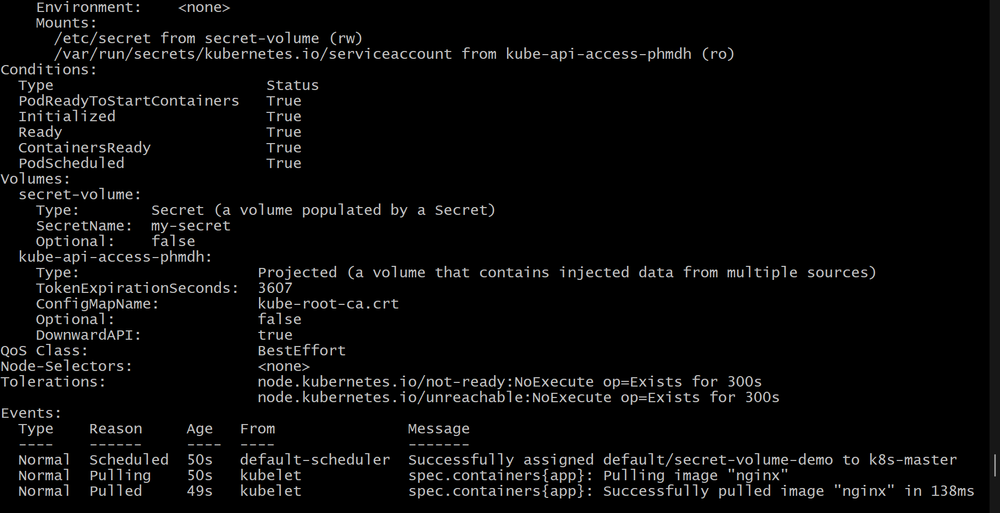 Environment:    <none>
Mounts:
/etc/secret from secret-volume (rw)
/var/run/secrets/kubernetes.io/serviceaccount from kube-api-access-phmdh (ro)
Conditions:
Type                        Status
PodReadyToStartContainers   True
Initialized                 True
Ready                       True
ContainersReady             True
PodScheduled                True
Volumes:
secret-volume:
Type:        Secret (a volume populated by a Secret)
SecretName:  my-secret
Optional:    false
kube-api-access-phmdh:
Type:                    Projected (a volume that contains injected data from multiple sources)
TokenExpirationSeconds:  3607
ConfigMapName:           kube-root-ca.crt
Optional:                false
DownwardAPI:             true
QoS Class:                   BestEffort
Node-Selectors:              <none>
Tolerations:                 node.kubernetes.io/not-ready:NoExecute op=Exists for 300s
node.kubernetes.io/unreachable:NoExecute op=Exists for 300s
Events:
Type    Reason     Age   From               Message
----    ------     ----  ----               -------
Normal  Scheduled  50s   default-scheduler  Successfully assigned default/secret-volume-demo to k8s-master
Normal  Pulling    50s   kubelet            spec.containers{app}: Pulling image "nginx"
Normal  Pulled     49s   kubelet            spec.containers{app}: Successfully pulled image "nginx" in 138ms